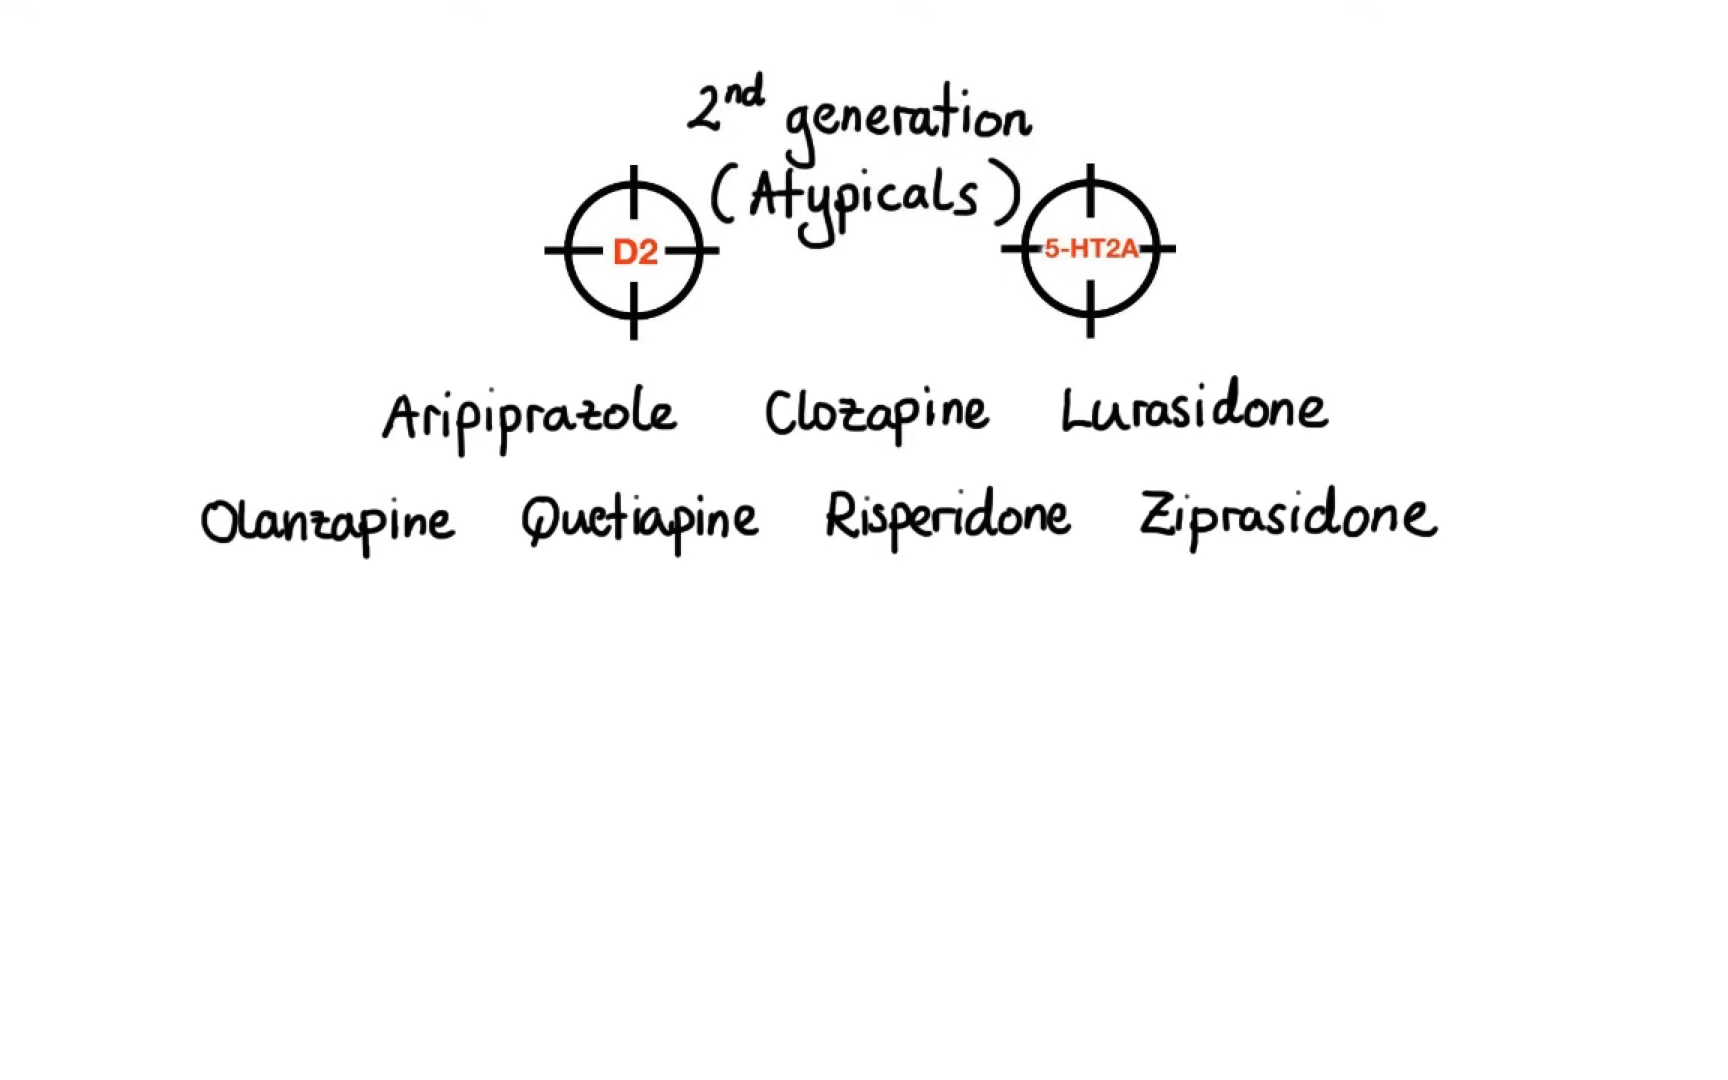 2nd generation
(Atypicals)
D2 5-HT2A
Aripiprazole Clozapine Lurasidone
Olanzapine Quetiapine Risperidone Ziprasidone